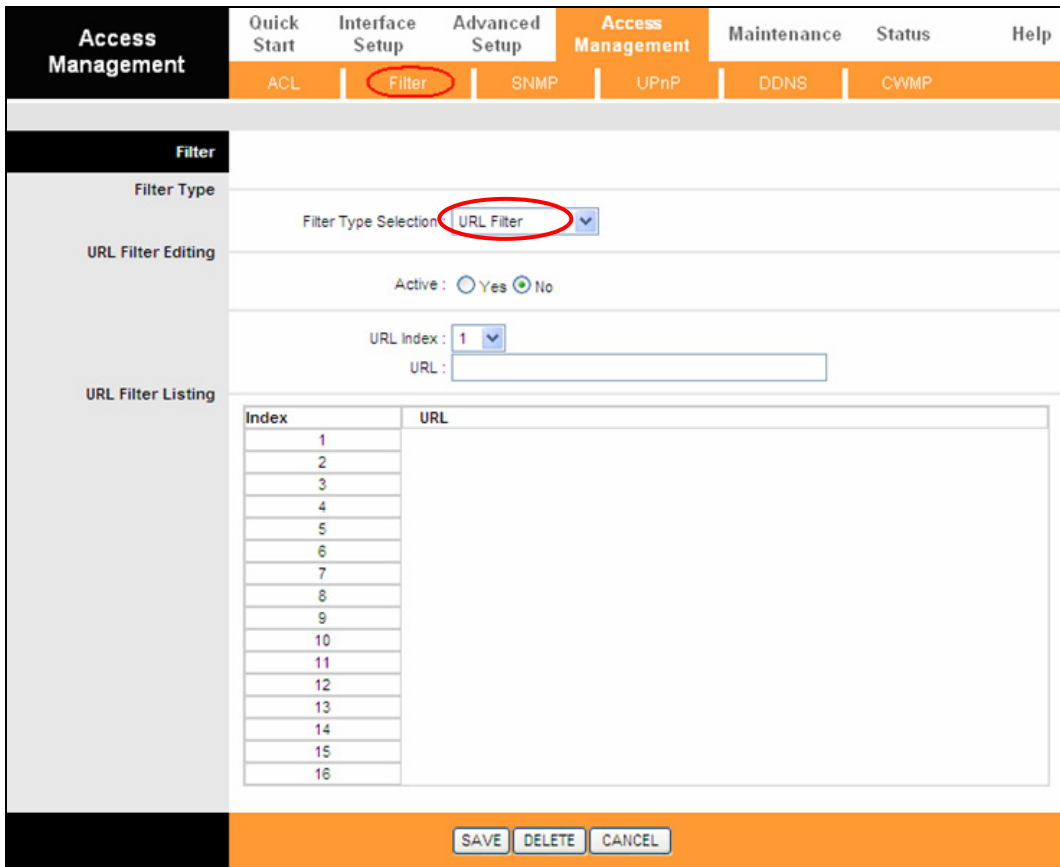 Access Management
Quick Start
Interface Setup
Advanced Setup
Access Management
Maintenance
Status
Help
ACL
Filter
SNMP
UPnP
DDNS
CWMP
Filter
Filter Type
Filter Type Selection : URL Filter
URL Filter Editing
Active : Yes No
URL Index : 1
URL :
URL Filter Listing
Index URL
1
2
3
4
5
6
7
8
9
10
11
12
13
14
15
16
SAVE DELETE CANCEL